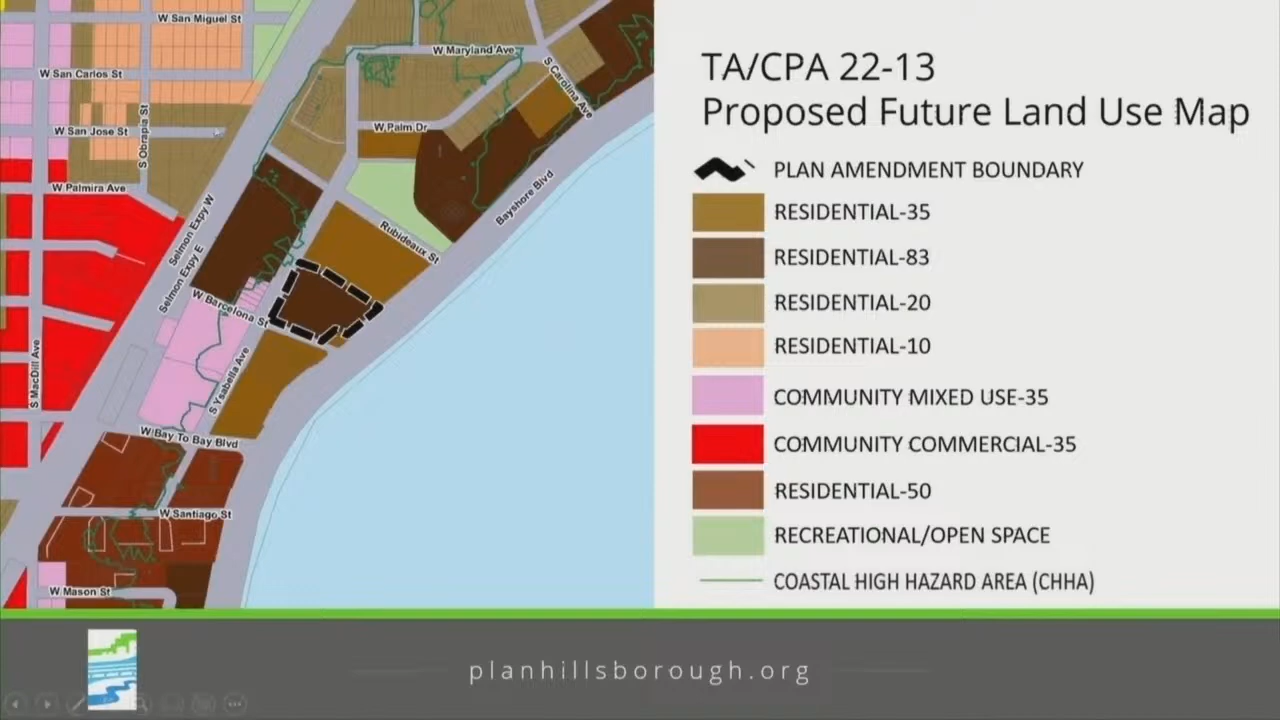 W San Miguel St
W Maryland Ave
W San Carlos St
S Carolina Ave
S Obrapia St
W San Jose St
W Palm Dr
W Palmira Ave
Bayshore Blvd
Selmon Expy W
Selmon Expy E
Rubideaux St
W Barcelona St
S MacDill Ave
S Ysabella Ave
W Bay To Bay Blvd
W Santiago St
W Mason St
TA/CPA 22-13
Proposed Future Land Use Map
PLAN AMENDMENT BOUNDARY
RESIDENTIAL-35
RESIDENTIAL-83
RESIDENTIAL-20
RESIDENTIAL-10
COMMUNITY MIXED USE-35
COMMUNITY COMMERCIAL-35
RESIDENTIAL-50
RECREATIONAL/OPEN SPACE
COASTAL HIGH HAZARD AREA (CHHA)
planhillsborough.org